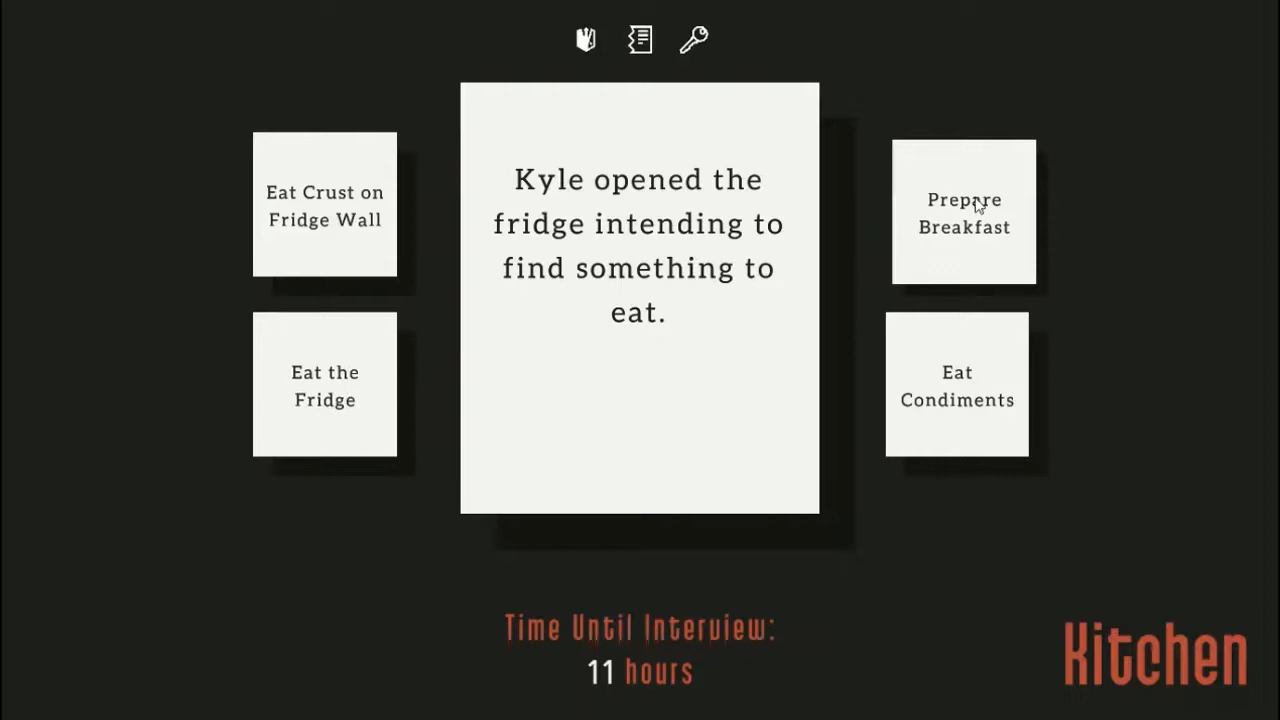 Eat Crust on
Fridge Wall
Eat the
Fridge
Kyle opened the
fridge intending to
find something to
eat.
Prepare
Breakfast
Eat
Condiments
Time Until Interview:
11 hours
Kitchen